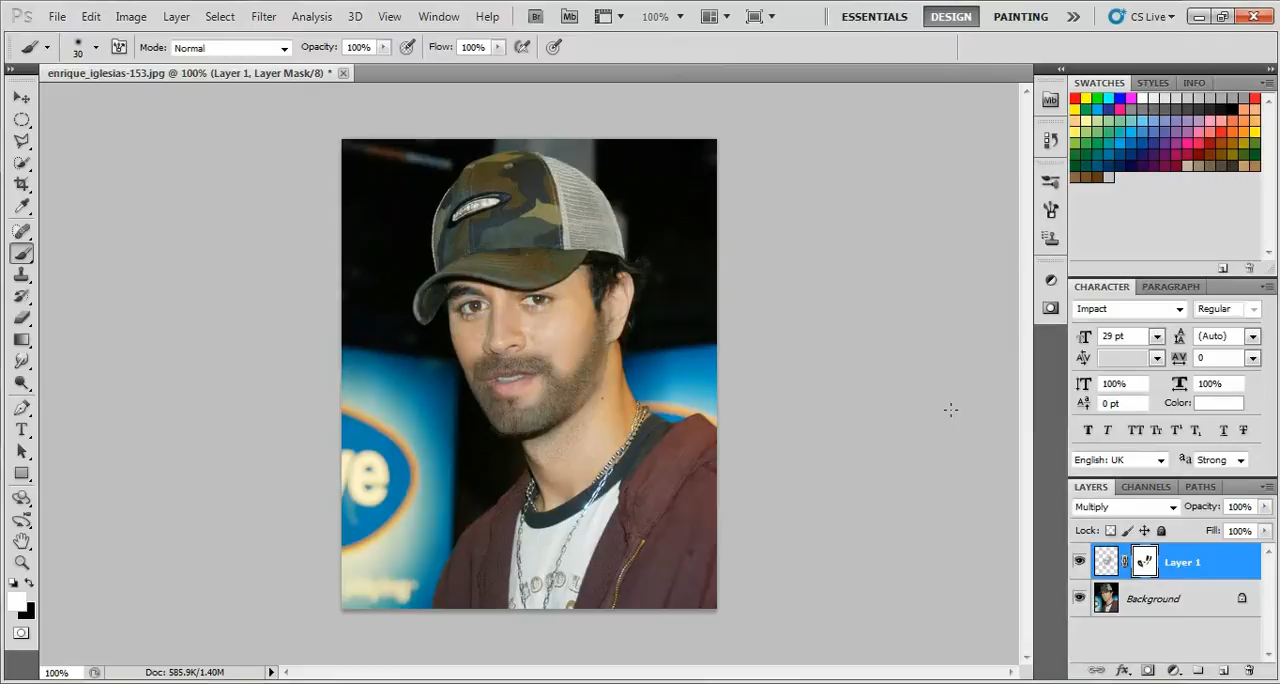 Ps File Edit Image Layer Select Filter Analysis 3D View Window Help Br Mb 100% ESSENTIALS DESIGN PAINTING CS Live
30 Mode: Normal Opacity: 100% Flow: 100%
enrique_iglesias-153.jpg @ 100% (Layer 1, Layer Mask/8) *
SWATCHES STYLES INFO
Mb
CHARACTER PARAGRAPH
Impact Regular
29 pt (Auto)
0
100% 100%
0 pt Color:
English: UK Strong
LAYERS CHANNELS PATHS
Multiply Opacity: 100%
Lock: Fill: 100%
Layer 1
Background
100% Doc: 585.9K/1.40M